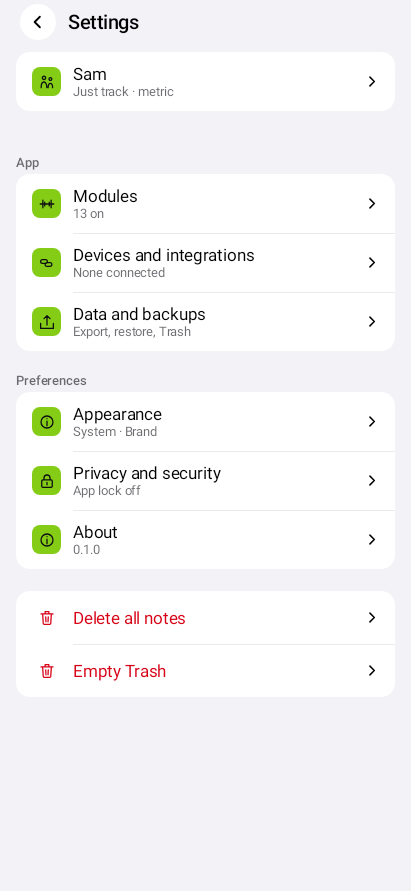 Settings
Sam
Just track · metric
App
Modules
13 on
Devices and integrations
None connected
Data and backups
Export, restore, Trash
Preferences
Appearance
System · Brand
Privacy and security
App lock off
About
0.1.0
Delete all notes
Empty Trash